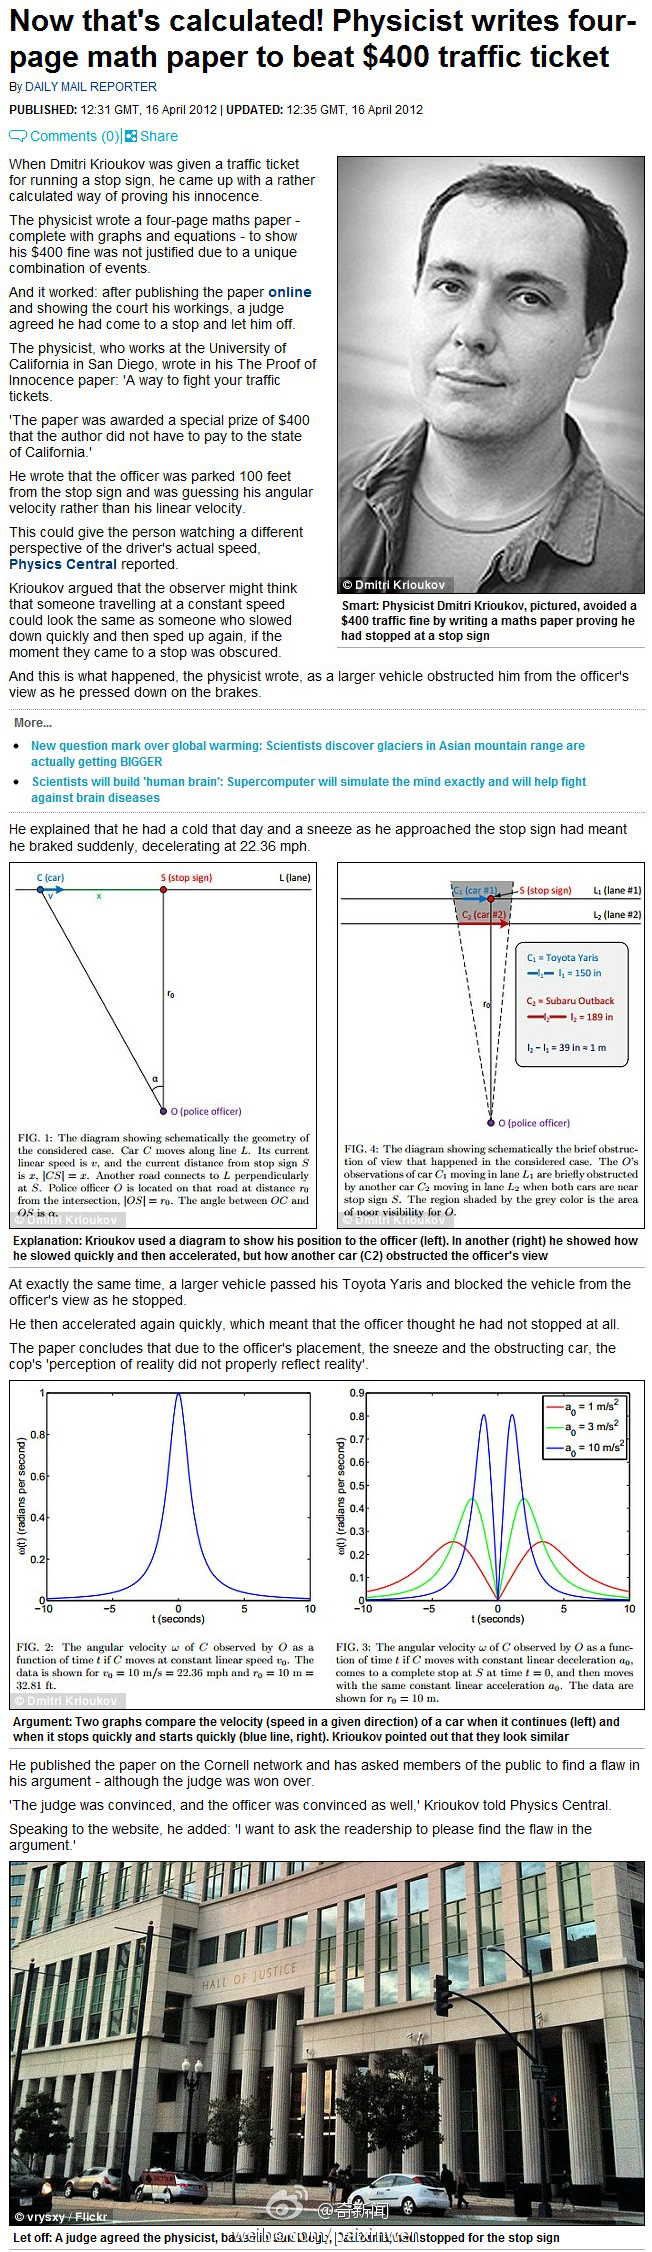 Now that's calculated! Physicist writes four-
page math paper to beat $400 traffic ticket
By DAILY MAIL REPORTER
PUBLISHED: 12:31 GMT, 16 April 2012 | UPDATED: 12:35 GMT, 16 April 2012
Comments (0) Share
When Dmitri Krioukov was given a traffic ticket
for running a stop sign, he came up with a rather
calculated way of proving his innocence.
The physicist wrote a four-page maths paper -
complete with graphs and equations - to show
his $400 fine was not justified due to a unique
combination of events.
And it worked: after publishing the paper online
and showing the court his workings, a judge
agreed he had come to a stop and let him off.
The physicist, who works at the University of
California in San Diego, wrote in his The Proof of
Innocence paper: 'A way to fight your traffic
tickets.
'The paper was awarded a special prize of $400
that the author did not have to pay to the state
of California.'
He wrote that the officer was parked 100 feet
from the stop sign and was guessing his angular
velocity rather than his linear velocity.
This could give the person watching a different
perspective of the driver's actual speed,
Physics Central reported.
Krioukov argued that the observer might think
that someone travelling at a constant speed
could look the same as someone who slowed
down quickly and then sped up again, if the
moment they came to a stop was obscured.
© Dmitri Krioukov
Smart: Physicist Dmitri Krioukov, pictured, avoided a
$400 traffic fine by writing a maths paper proving he
had stopped at a stop sign
And this is what happened, the physicist wrote, as a larger vehicle obstructed him from the officer's
view as he pressed down on the brakes.
More...
• New question mark over global warming: Scientists discover glaciers in Asian mountain range are
actually getting BIGGER
• Scientists will build 'human brain': Supercomputer will simulate the mind exactly and will help fight
against brain diseases
He explained that he had a cold that day and a sneeze as he approached the stop sign had meant
he braked suddenly, decelerating at 22.36 mph.
C (car)
S (stop sign)
L (lane)
v
x
r₀
α
O (police officer)
FIG. 1: The diagram showing schematically the geometry of
the considered case. Car C moves along line L. Its current
linear speed is v, and the current distance from stop sign S
is x, |CS| = x. Another road connects to L perpendicularly
at S. Police officer O is located on that road at distance r₀
from the intersection, |OS| = r₀. The angle between OC and
OS is α.
© Dmitri Krioukov
C₁ (car #1)
S (stop sign)
L₁ (lane #1)
C₂ (car #2)
L₂ (lane #2)
C₁ = Toyota Yaris
l₁ l₁ = 150 in
C₂ = Subaru Outback
l₂ l₂ = 189 in
l₂ – l₁ = 39 in ≈ 1 m
r₀
O (police officer)
FIG. 4: The diagram showing schematically the brief obstruc-
tion of view that happened in the considered case. The O's
observations of car C₁ moving in lane L₁ are briefly obstructed
by another car C₂ moving in lane L₂ when both cars are near
stop sign S. The region shaded by the grey color is the area
of poor visibility for O.
© Dmitri Krioukov
Explanation: Krioukov used a diagram to show his position to the officer (left). In another (right) he showed how
he slowed quickly and then accelerated, but how another car (C2) obstructed the officer's view
At exactly the same time, a larger vehicle passed his Toyota Yaris and blocked the vehicle from the
officer's view as he stopped.
He then accelerated again quickly, which meant that the officer thought he had not stopped at all.
The paper concludes that due to the officer's placement, the sneeze and the obstructing car, the
cop's 'perception of reality did not properly reflect reality'.
1
0.8
0.6
0.4
0.2
0
ω(t) (radians per second)
−10 −5 0 5 10
t (seconds)
FIG. 2: The angular velocity ω of C observed by O as a
function of time t if C moves at constant linear speed v₀. The
data is shown for v₀ = 10 m/s = 22.36 mph and r₀ = 10 m =
32.81 ft.
© Dmitri Krioukov
0.9
0.8
0.7
0.6
0.5
0.4
0.3
0.2
0.1
0
ω(t) (radians per second)
a₀ = 1 m/s²
a₀ = 3 m/s²
a₀ = 10 m/s²
−10 −5 0 5 10
t (seconds)
FIG. 3: The angular velocity ω of C observed by O as a func-
tion of time t if C moves with constant linear deceleration a₀,
comes to a complete stop at S at time t = 0, and then moves
with the same constant linear acceleration a₀. The data are
shown for r₀ = 10 m.
Argument: Two graphs compare the velocity (speed in a given direction) of a car when it continues (left) and
when it stops quickly and starts quickly (blue line, right). Krioukov pointed out that they look similar
He published the paper on the Cornell network and has asked members of the public to find a flaw in
his argument - although the judge was won over.
'The judge was convinced, and the officer was convinced as well,' Krioukov told Physics Central.
Speaking to the website, he added: 'I want to ask the readership to please find the flaw in the
argument.'
HALL OF JUSTICE
© vrysxy / Flickr
@奇新闻
Let off: A judge agreed the physicist, stopped for the stop sign